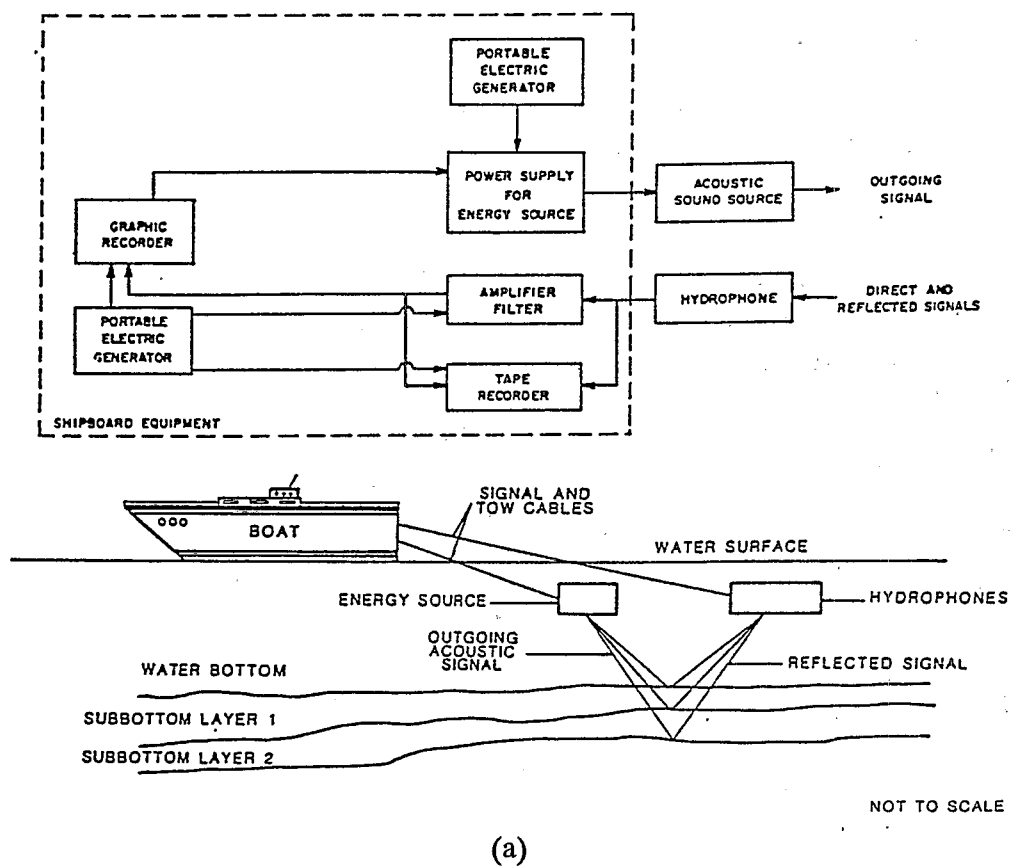 PORTABLE
ELECTRIC
GENERATOR
POWER SUPPLY
FOR
ENERGY SOURCE
ACOUSTIC
SOUND SOURCE
OUTGOING
SIGNAL
GRAPHIC
RECORDER
AMPLIFIER
FILTER
HYDROPHONE
DIRECT AND
REFLECTED SIGNALS
PORTABLE
ELECTRIC
GENERATOR
TAPE
RECORDER
SHIPBOARD EQUIPMENT
SIGNAL AND
TOW CABLES
BOAT
WATER SURFACE
ENERGY SOURCE
HYDROPHONES
OUTGOING
ACOUSTIC
SIGNAL
REFLECTED SIGNAL
WATER BOTTOM
SUBBOTTOM LAYER 1
SUBBOTTOM LAYER 2
NOT TO SCALE
(a)